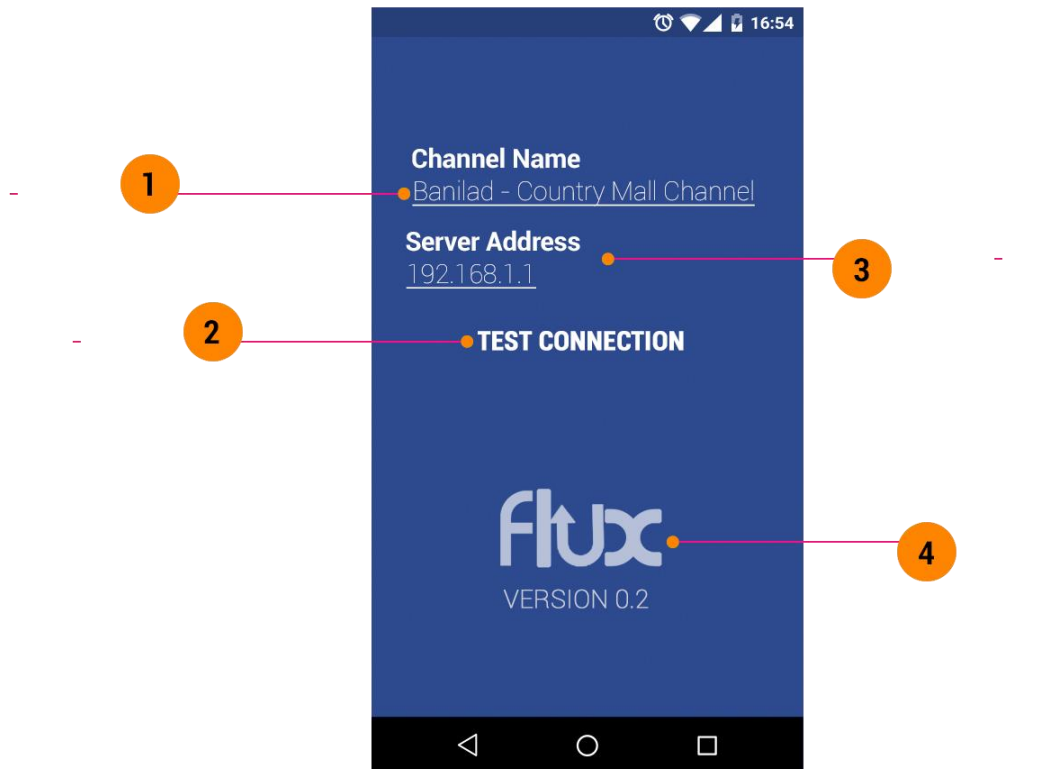 16:54
Channel Name
1
Banilad - Country Mall Channel
Server Address
3
192.168.1.1
2
TEST CONNECTION
flux
4
VERSION 0.2